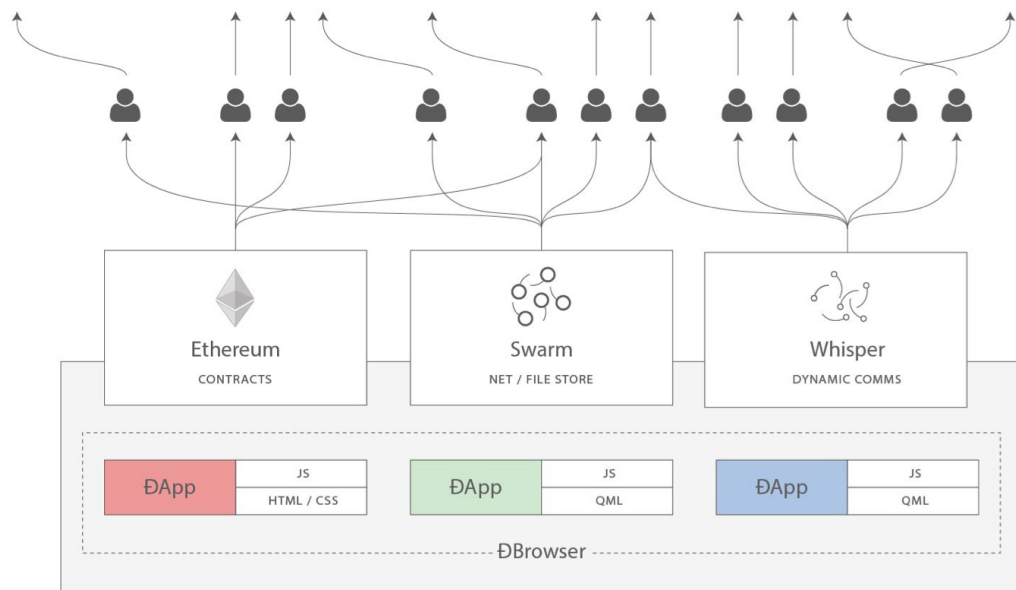 Ethereum
CONTRACTS
Swarm
NET / FILE STORE
Whisper
DYNAMIC COMMS
ĐApp
JS
HTML / CSS
ĐApp
JS
QML
ĐApp
JS
QML
ĐBrowser